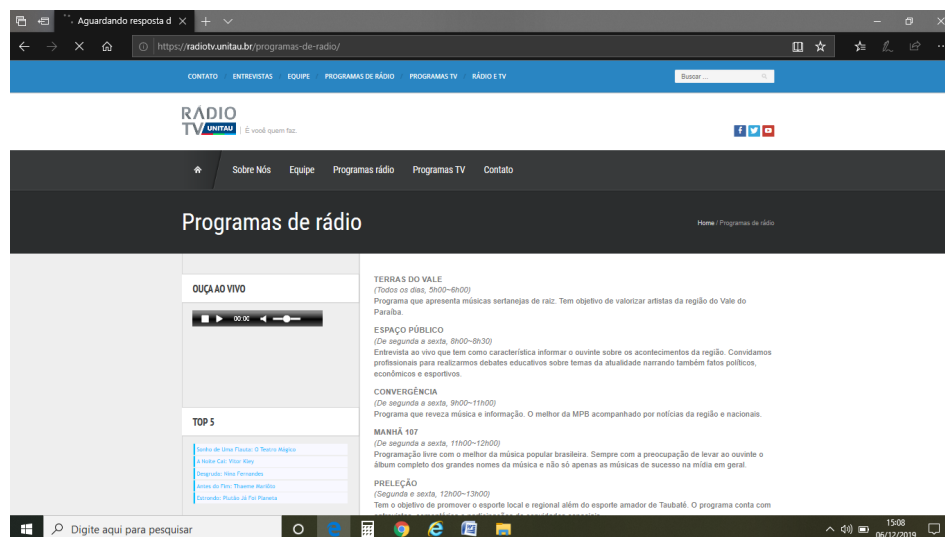 Aguardando resposta d
https://radiotv.unitau.br/programas-de-radio/
CONTATO ENTREVISTAS EQUIPE PROGRAMAS DE RÁDIO PROGRAMAS TV RÁDIO E TV
Buscar ...
RÁDIO
TV UNITAU | É você quem faz.
Sobre Nós Equipe Programas rádio Programas TV Contato
Programas de rádio
Home / Programas de rádio
OUÇA AO VIVO
00:00
TOP 5
Sonho de Uma Flauta: O Teatro Mágico
A Noite Cai: Vitor Kley
Desgruda: Nina Fernandes
Antes do Fim: Thaeme Mariôto
Estrondo: Plutão Já Foi Planeta
TERRAS DO VALE
(Todos os dias, 5h00~6h00)
Programa que apresenta músicas sertanejas de raiz. Tem objetivo de valorizar artistas da região do Vale do
Paraíba.
ESPAÇO PÚBLICO
(De segunda a sexta, 8h00~8h30)
Entrevista ao vivo que tem como característica informar o ouvinte sobre os acontecimentos da região. Convidamos
profissionais para realizarmos debates educativos sobre temas da atualidade narrando também fatos políticos,
econômicos e esportivos.
CONVERGÊNCIA
(De segunda a sexta, 9h00~11h00)
Programa que reveza música e informação. O melhor da MPB acompanhado por notícias da região e nacionais.
MANHÃ 107
(De segunda a sexta, 11h00~12h00)
Programação livre com o melhor da música popular brasileira. Sempre com a preocupação de levar ao ouvinte o
álbum completo dos grandes nomes da música e não só apenas as músicas de sucesso na mídia em geral.
PRELEÇÃO
(Segunda e sexta, 12h00~13h00)
Tem o objetivo de promover o esporte local e regional além do esporte amador de Taubaté. O programa conta com
Digite aqui para pesquisar
15:08
06/12/2019